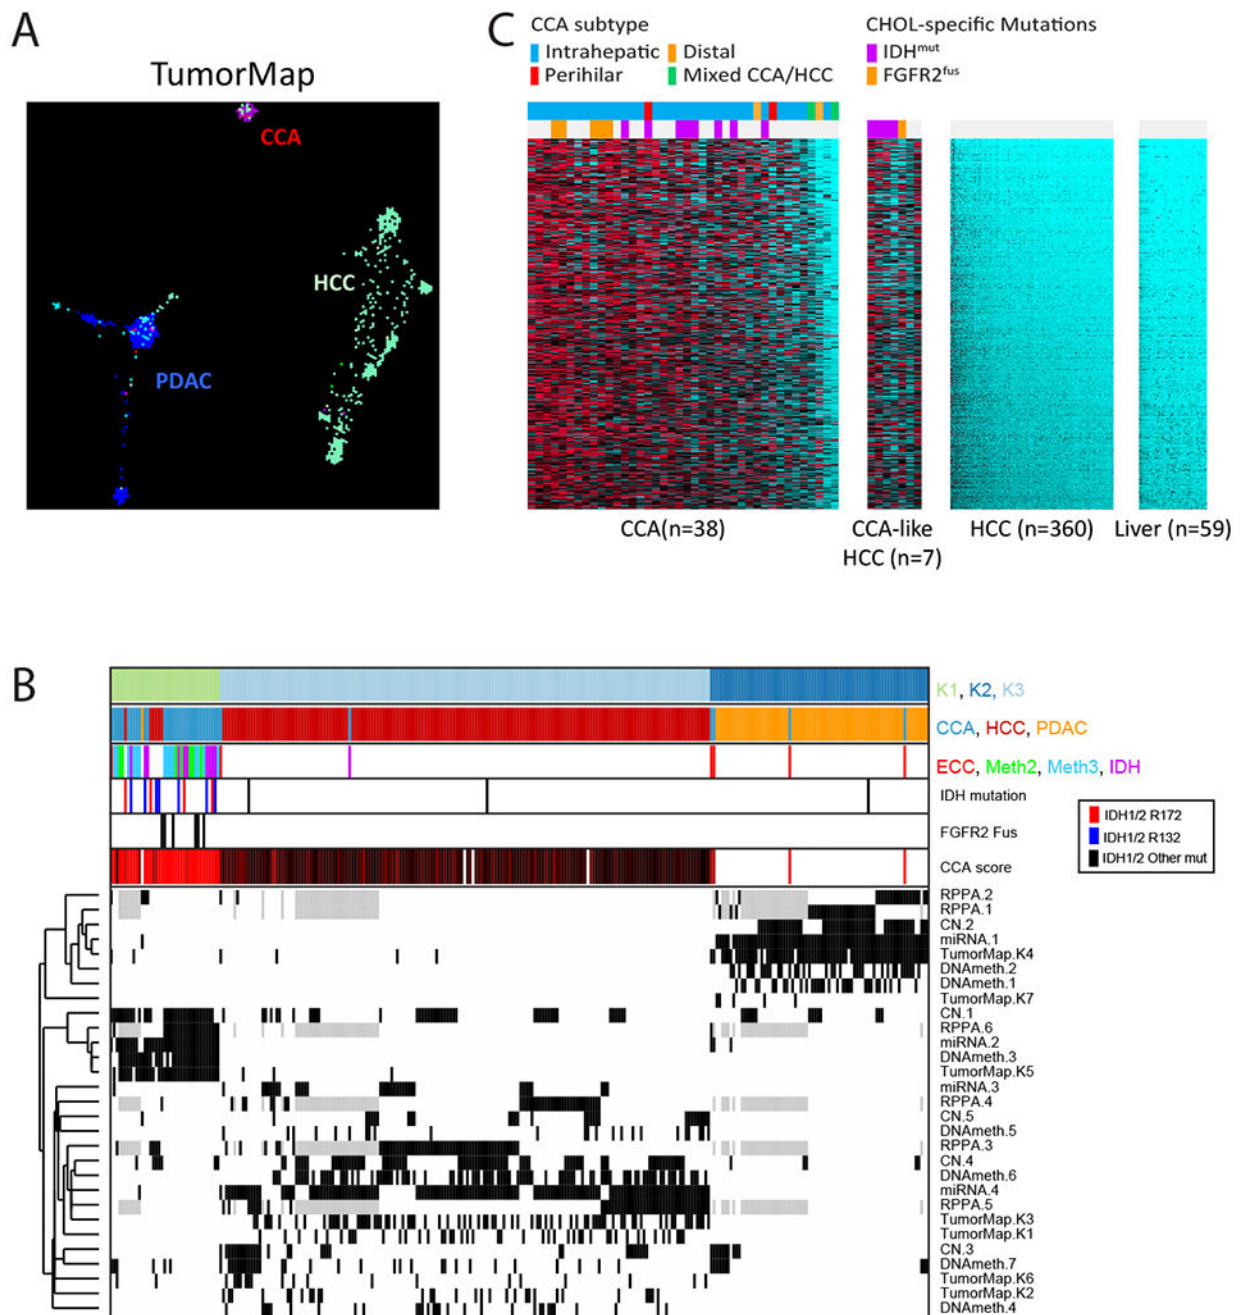 A
TumorMap
CCA
HCC
PDAC
C
CCA subtype
Intrahepatic
Distal
Perihilar
Mixed CCA/HCC
CHOL-specific Mutations
IDHmut
FGFR2fus
CCA(n=38)
CCA-like
HCC (n=7)
HCC (n=360)
Liver (n=59)
B
K1, K2, K3
CCA, HCC, PDAC
ECC, Meth2, Meth3, IDH
IDH mutation
FGFR2 Fus
CCA score
IDH1/2 R172
IDH1/2 R132
IDH1/2 Other mut
RPPA.2
RPPA.1
CN.2
miRNA.1
TumorMap.K4
DNAmeth.2
DNAmeth.1
TumorMap.K7
CN.1
RPPA.6
miRNA.2
DNAmeth.3
TumorMap.K5
miRNA.3
RPPA.4
CN.5
DNAmeth.5
RPPA.3
CN.4
DNAmeth.6
miRNA.4
RPPA.5
TumorMap.K3
TumorMap.K1
CN.3
DNAmeth.7
TumorMap.K6
TumorMap.K2
DNAmeth.4